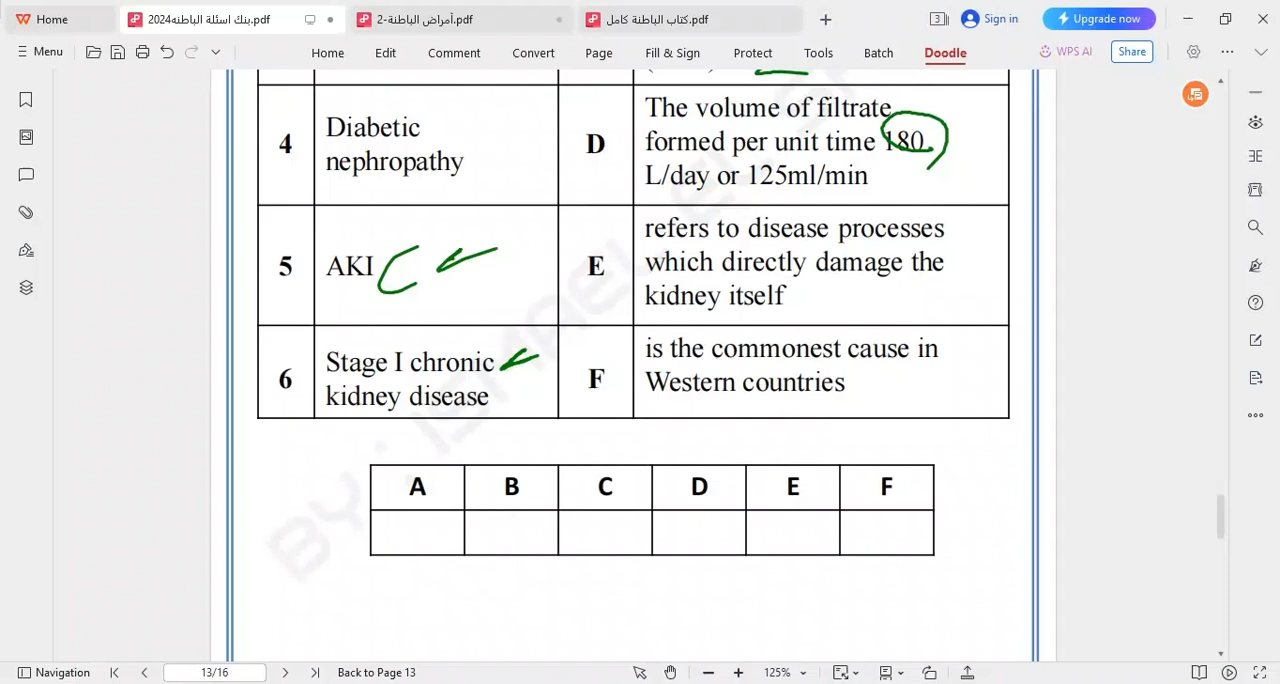 Home
بنك اسئلة الباطنه2024.pdf
أمراض الباطنة-2.pdf
كتاب الباطنة كامل.pdf
3
Sign in
Upgrade now
Menu
Home Edit Comment Convert Page Fill & Sign Protect Tools Batch Doodle
WPS AI
Share
4
Diabetic
nephropathy
D
The volume of filtrate
formed per unit time 180
L/day or 125ml/min
5
AKI C
E
refers to disease processes
which directly damage the
kidney itself
6
Stage I chronic
kidney disease
F
is the commonest cause in
Western countries
A B C D E F
BY: ISMAEL
Navigation
13/16
Back to Page 13
125%